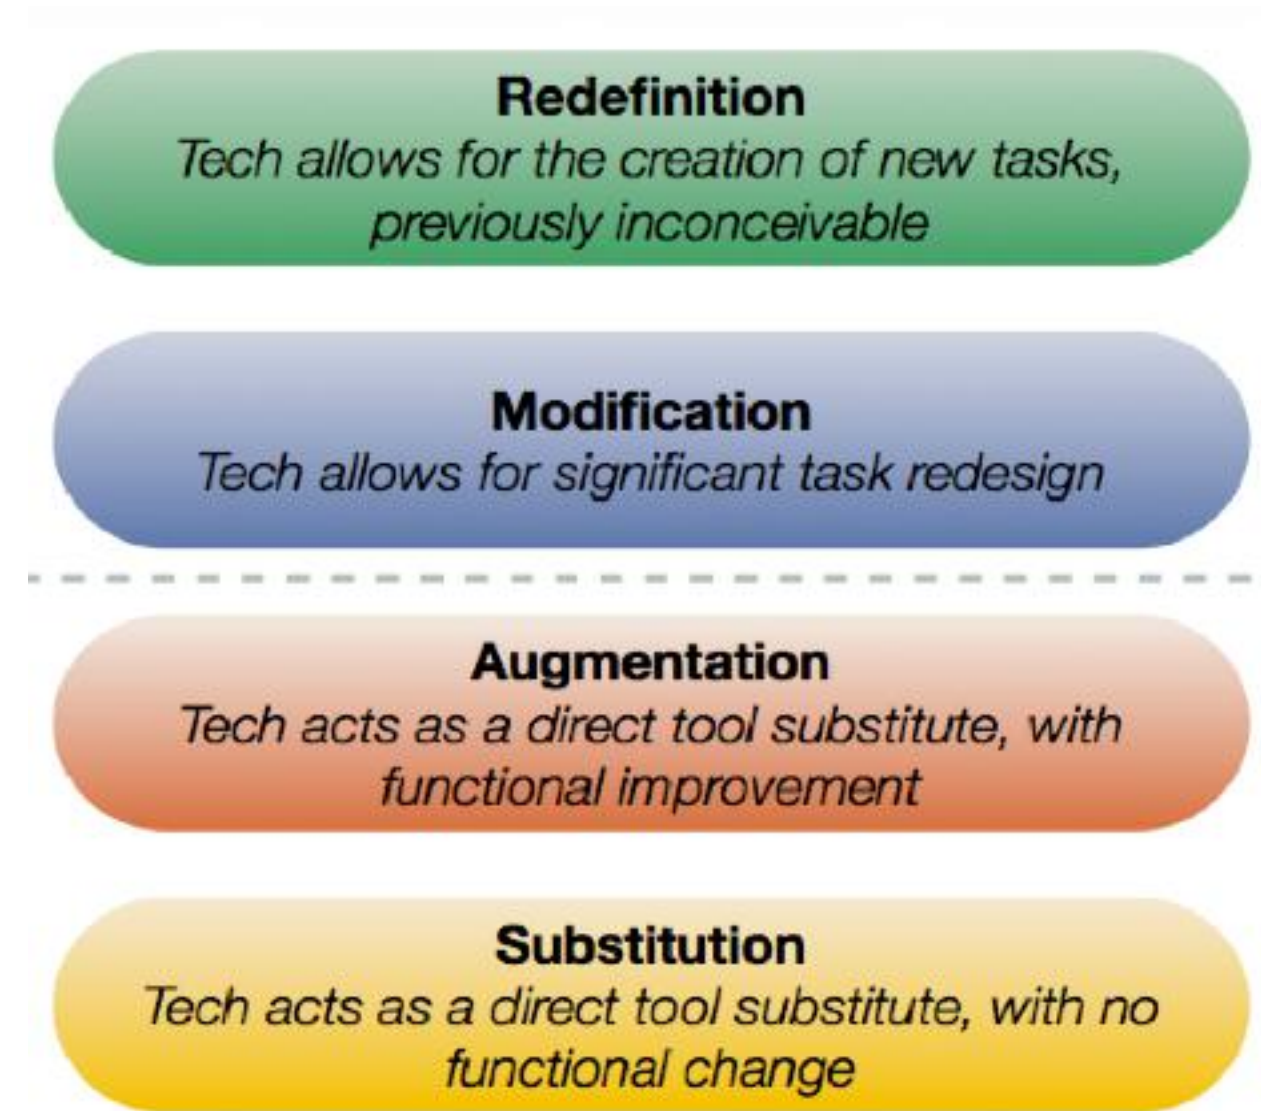 Redefinition
Tech allows for the creation of new tasks,
previously inconceivable
Modification
Tech allows for significant task redesign
Augmentation
Tech acts as a direct tool substitute, with
functional improvement
Substitution
Tech acts as a direct tool substitute, with no
functional change